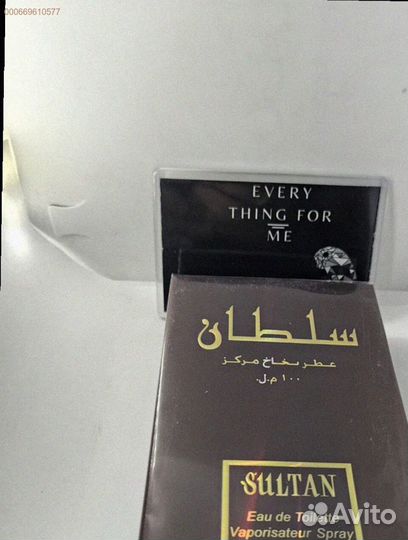 000669610577
EVERY
THING FOR
ME
سلطان
عطر بخاخ مركز
١٠٠ م.ل.
SULTAN
Eau de Toilette
Vaporisateur Spray
Avito